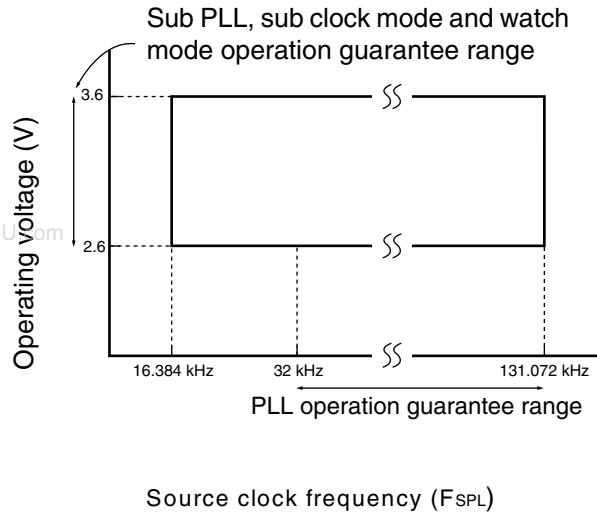 Sub PLL, sub clock mode and watch
mode operation guarantee range
3.6
Operating voltage (V)
U.com
2.6
16.384 kHz
32 kHz
131.072 kHz
PLL operation guarantee range
Source clock frequency (FSPL)